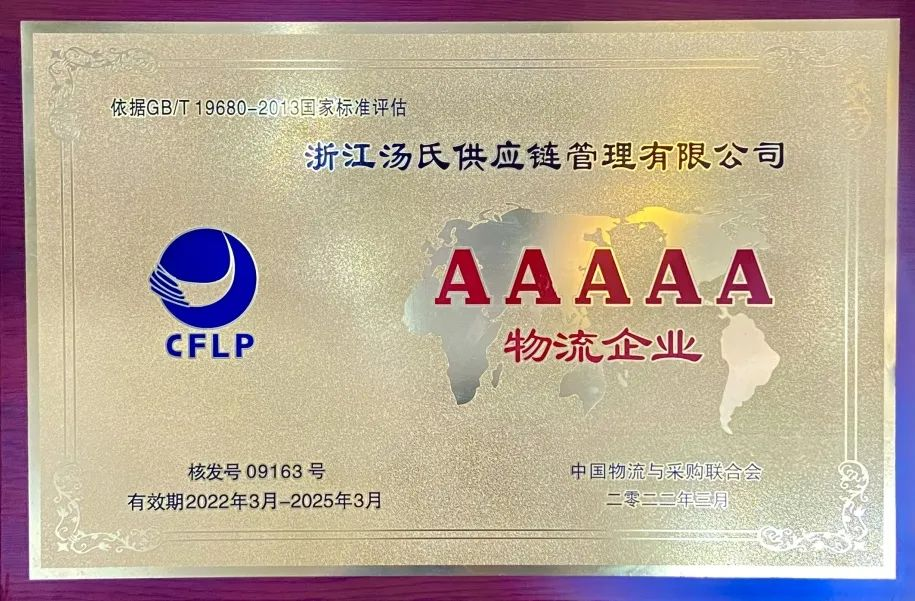 依据GB/T 19680-2013国家标准评估
浙江汤氏供应链管理有限公司
CFLP
AAAAA
物流企业
核发号 09163 号
有效期2022年3月-2025年3月
中国物流与采购联合会
二零二二年三月